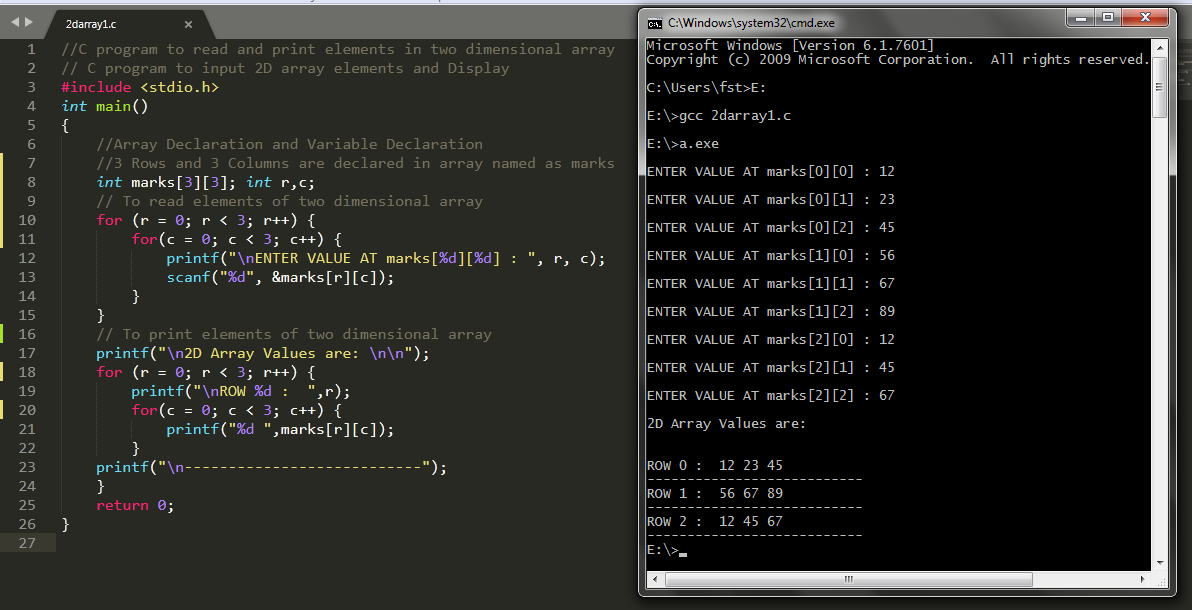 2darray1.c ×
1 //C program to read and print elements in two dimensional array
2 // C program to input 2D array elements and Display
3 #include <stdio.h>
4 int main()
5 {
6 //Array Declaration and Variable Declaration
7 //3 Rows and 3 Columns are declared in array named as marks
8 int marks[3][3]; int r,c;
9 // To read elements of two dimensional array
10 for (r = 0; r < 3; r++) {
11 for(c = 0; c < 3; c++) {
12 printf("\nENTER VALUE AT marks[%d][%d] : ", r, c);
13 scanf("%d", &marks[r][c]);
14 }
15 }
16 // To print elements of two dimensional array
17 printf("\n2D Array Values are: \n\n");
18 for (r = 0; r < 3; r++) {
19 printf("\nROW %d :  ",r);
20 for(c = 0; c < 3; c++) {
21 printf("%d ",marks[r][c]);
22 }
23 printf("\n---------------------------");
24 }
25 return 0;
26 }
27
C:\Windows\system32\cmd.exe
Microsoft Windows [Version 6.1.7601]
Copyright (c) 2009 Microsoft Corporation.  All rights reserved.
C:\Users\fst>E:
E:\>gcc 2darray1.c
E:\>a.exe
ENTER VALUE AT marks[0][0] : 12
ENTER VALUE AT marks[0][1] : 23
ENTER VALUE AT marks[0][2] : 45
ENTER VALUE AT marks[1][0] : 56
ENTER VALUE AT marks[1][1] : 67
ENTER VALUE AT marks[1][2] : 89
ENTER VALUE AT marks[2][0] : 12
ENTER VALUE AT marks[2][1] : 45
ENTER VALUE AT marks[2][2] : 67
2D Array Values are:
ROW 0 :  12 23 45
---------------------------
ROW 1 :  56 67 89
---------------------------
ROW 2 :  12 45 67
---------------------------
E:\>